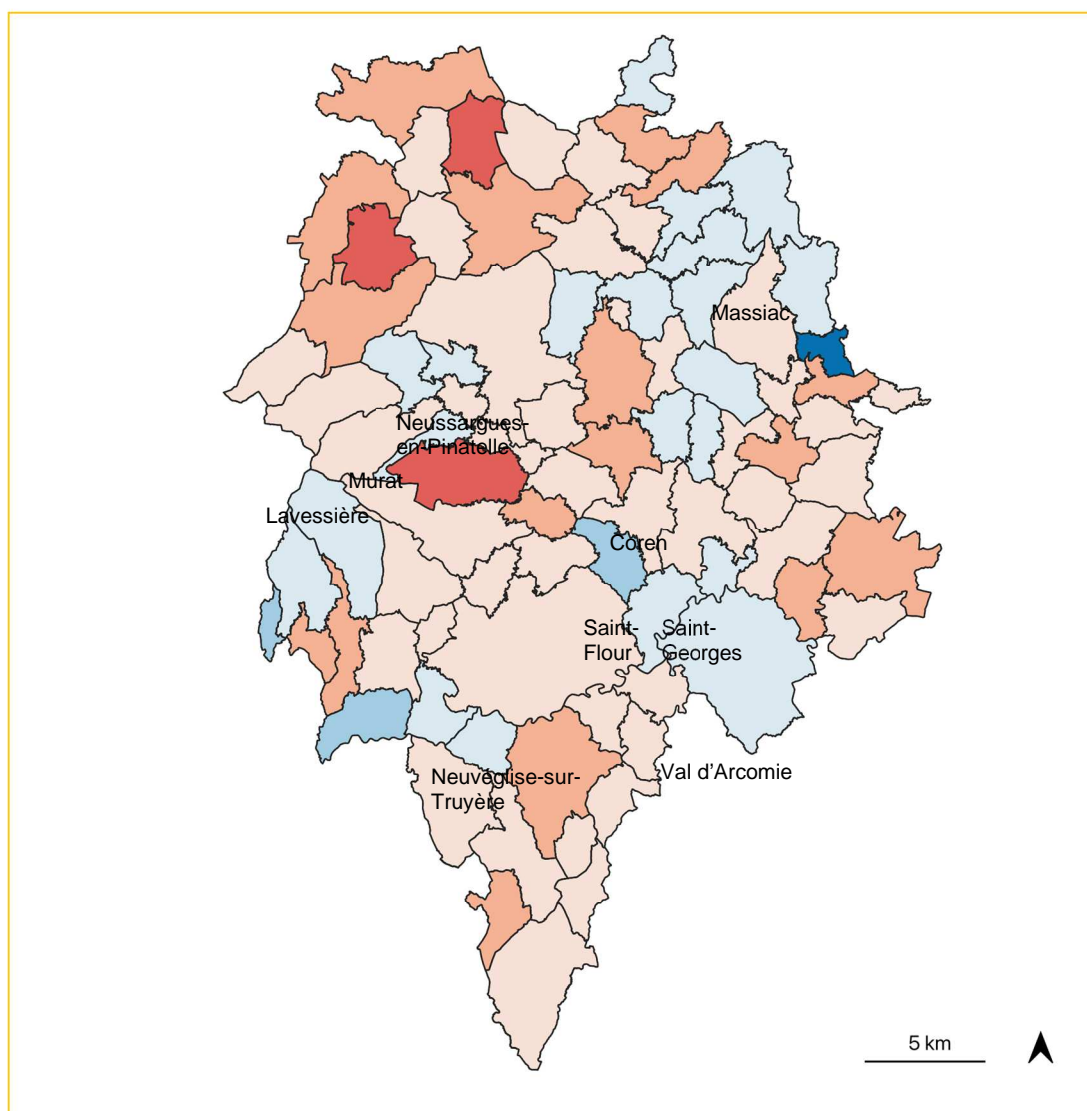 Massiac
Neussargues-
en-Pinatelle
Murat
Lavessière
Coren
Saint-
Flour
Saint-
Georges
Val d’Arcomie
Neuvéglise-sur-
Truyère
5 km